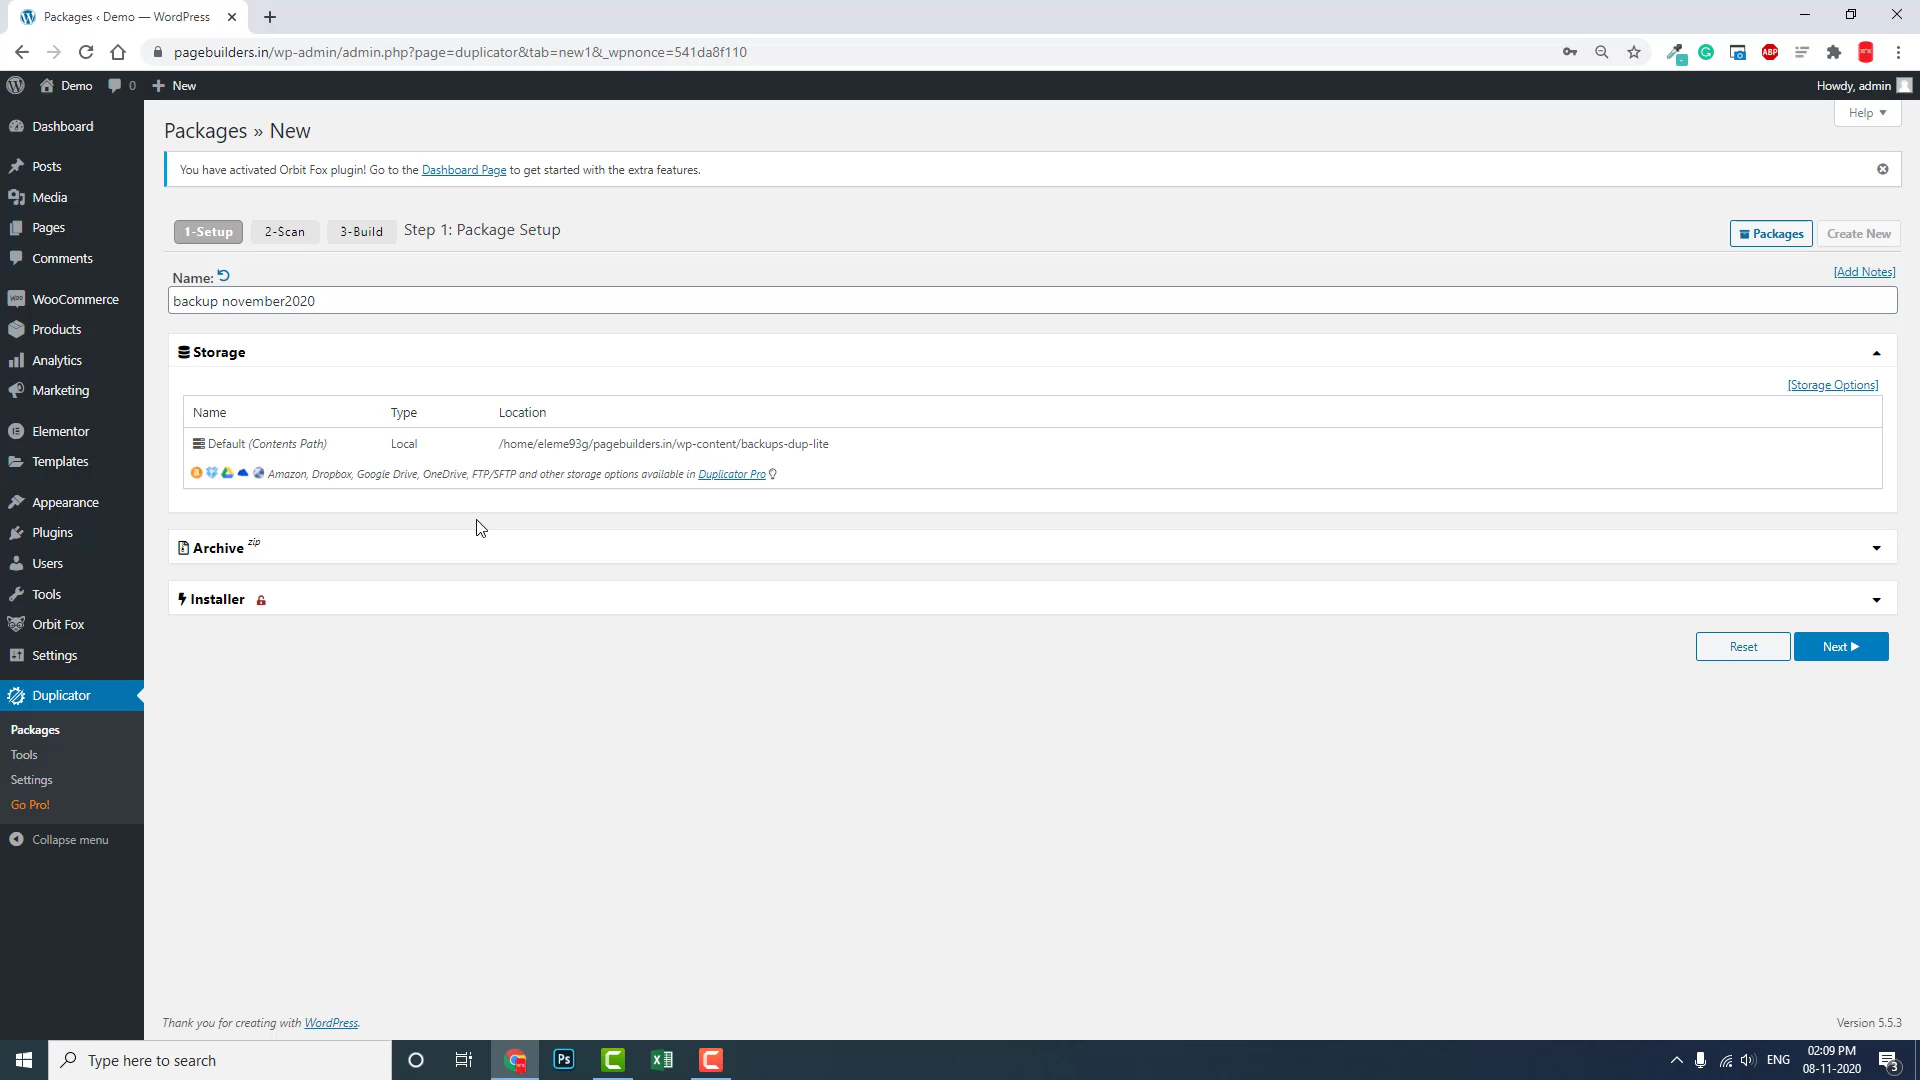 Packages ‹ Demo — WordPress
pagebuilders.in/wp-admin/admin.php?page=duplicator&tab=new1&_wpnonce=541da8f110
ABP
Demo 0 New
Howdy, admin
Help
Dashboard
Posts
Media
Pages
Comments
WooCommerce
Products
Analytics
Marketing
Elementor
Templates
Appearance
Plugins
Users
Tools
Orbit Fox
Settings
Duplicator
Packages
Tools
Settings
Go Pro!
Collapse menu
Packages » New
You have activated Orbit Fox plugin! Go to the Dashboard Page to get started with the extra features.
1-Setup 2-Scan 3-Build Step 1: Package Setup
Packages Create New
Name:
[Add Notes]
backup november2020
Storage
[Storage Options]
Name Type Location
Default (Contents Path) Local /home/eleme93g/pagebuilders.in/wp-content/backups-dup-lite
Amazon, Dropbox, Google Drive, OneDrive, FTP/SFTP and other storage options available in Duplicator Pro
Archive zip
Installer
Reset Next
Thank you for creating with WordPress.
Version 5.5.3
Type here to search
Ps
ENG
02:09 PM
08-11-2020
3